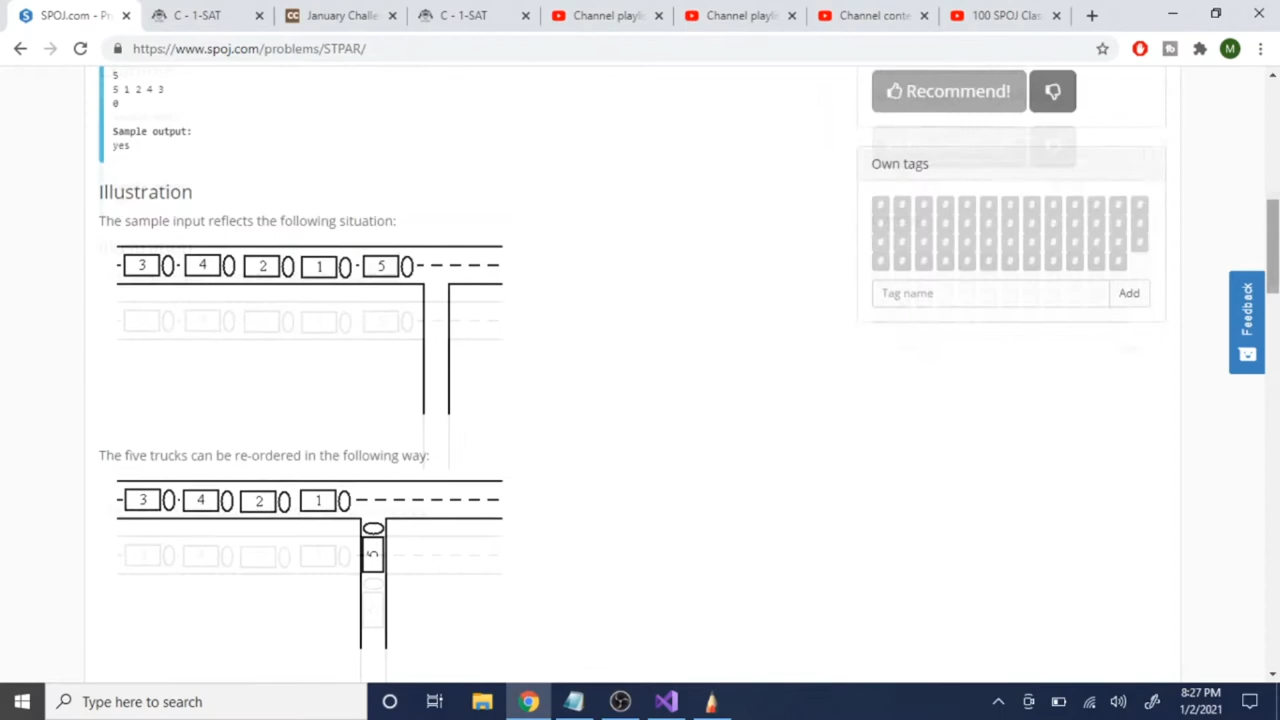 SPOJ.com - Pr
C - 1-SAT
January Challe
C - 1-SAT
Channel playli
Channel playli
Channel conte
100 SPOJ Clas
https://www.spoj.com/problems/STPAR/
M
5
5 1 2 4 3
0
Sample output:
yes
Recommend!
Own tags
# # # # # # # # # # # # #
# # # # # # # # # # # # #
# # # # # # # # # # # # #
# # # # # # # # # # # #
Tag name
Add
Feedback
Illustration
The sample input reflects the following situation:
3 4 2 1 5
The five trucks can be re-ordered in the following way:
3 4 2 1
5
Type here to search
8:27 PM
1/2/2021